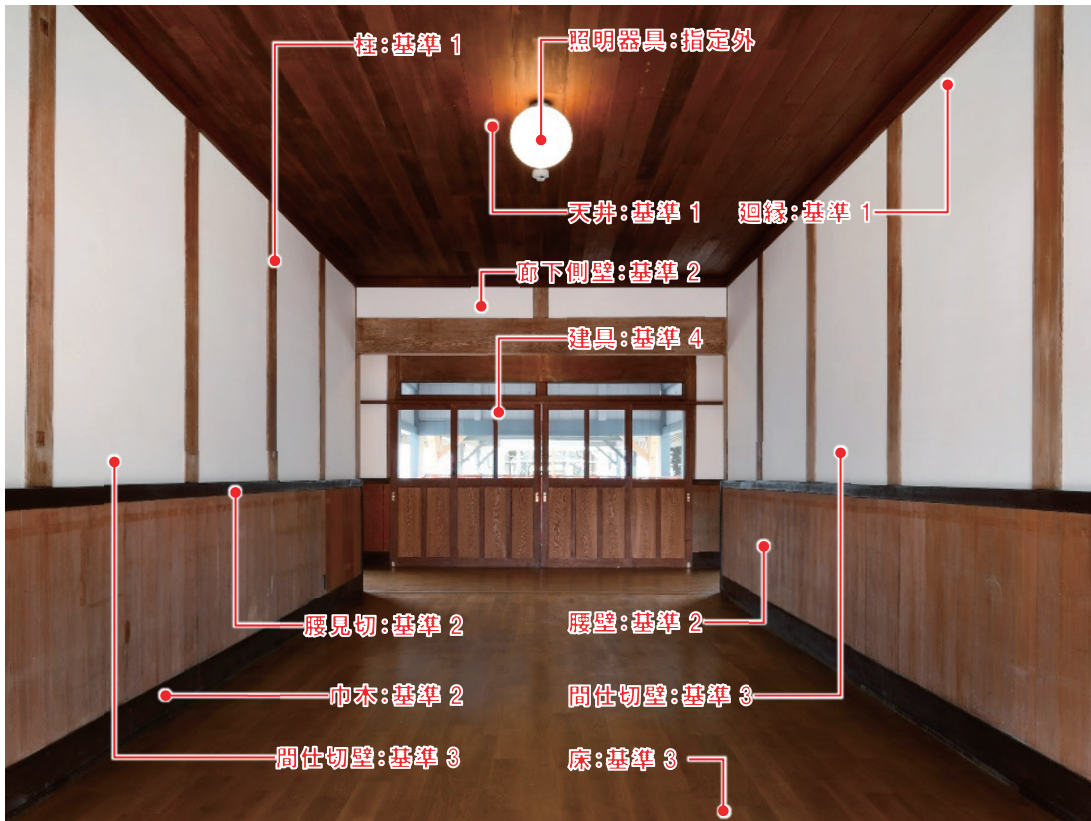 柱:基準 1
照明器具:指定外
天井:基準 1
廻縁:基準 1
廊下側壁:基準 2
建具:基準 4
腰見切:基準 2
腰壁:基準 2
巾木:基準 2
間仕切壁:基準 3
間仕切壁:基準 3
床:基準 3